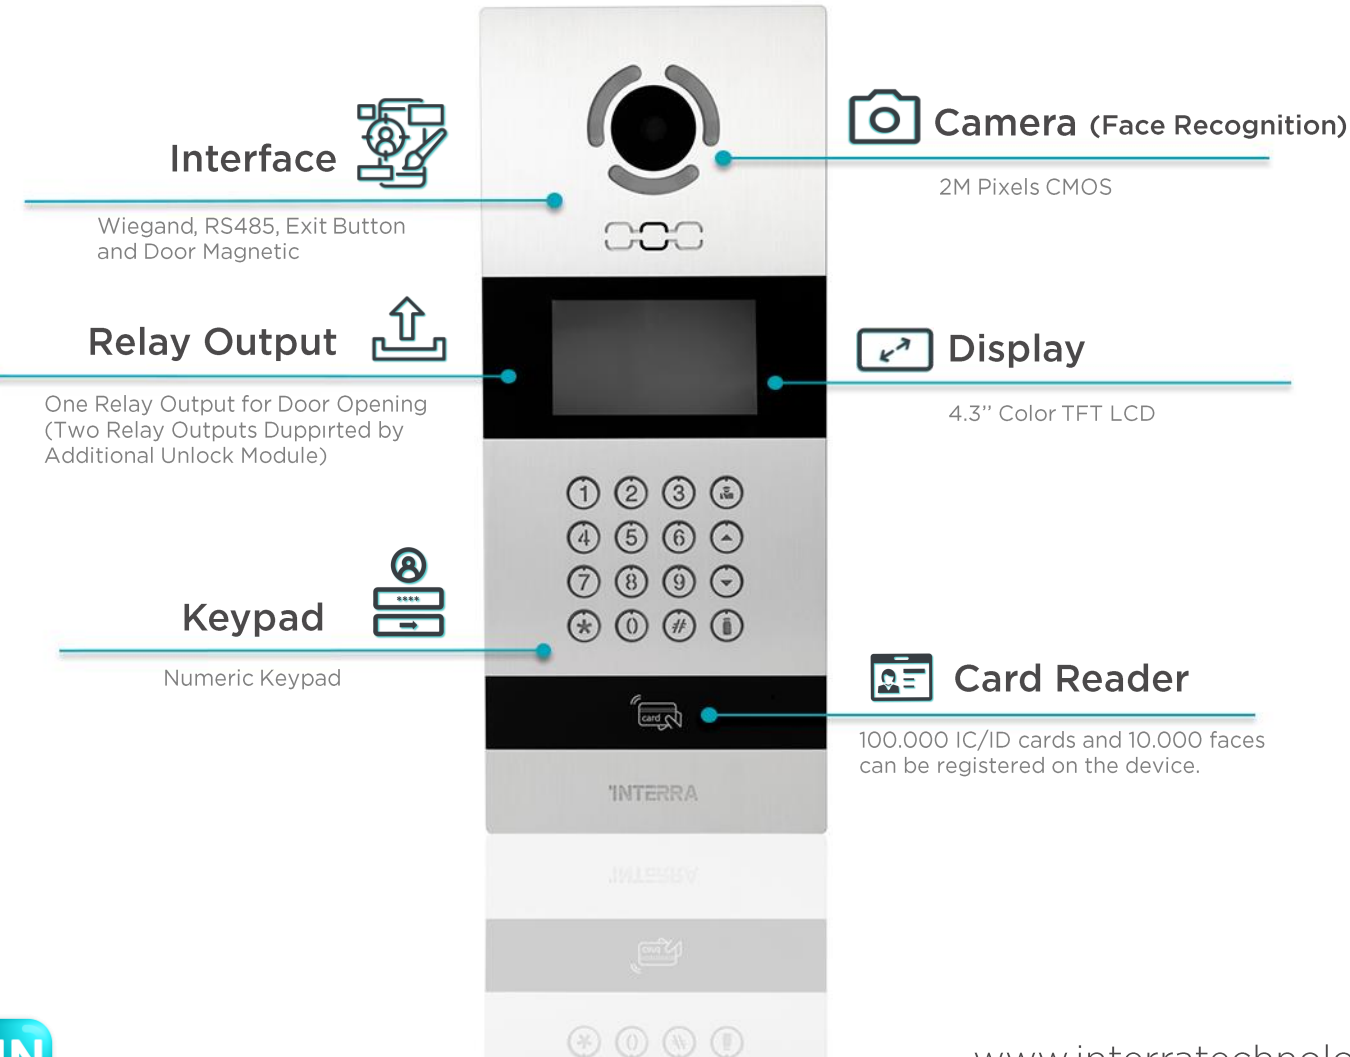 Interface
Wiegand, RS485, Exit Button
and Door Magnetic
Camera (Face Recognition)
2M Pixels CMOS
Relay Output
One Relay Output for Door Opening
(Two Relay Outputs Duppırted by
Additional Unlock Module)
Display
4.3’’ Color TFT LCD
1 2 3
4 5 6
7 8 9
* 0 #
Keypad
****
Numeric Keypad
card
Card Reader
100.000 IC/ID cards and 10.000 faces
can be registered on the device.
INTERRA
IN